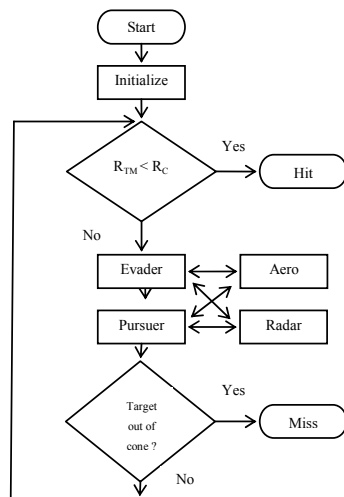 Start
Initialize
R_TM < R_C
Yes
Hit
No
Evader
Aero
Pursuer
Radar
Target
out of
cone ?
Yes
Miss
No